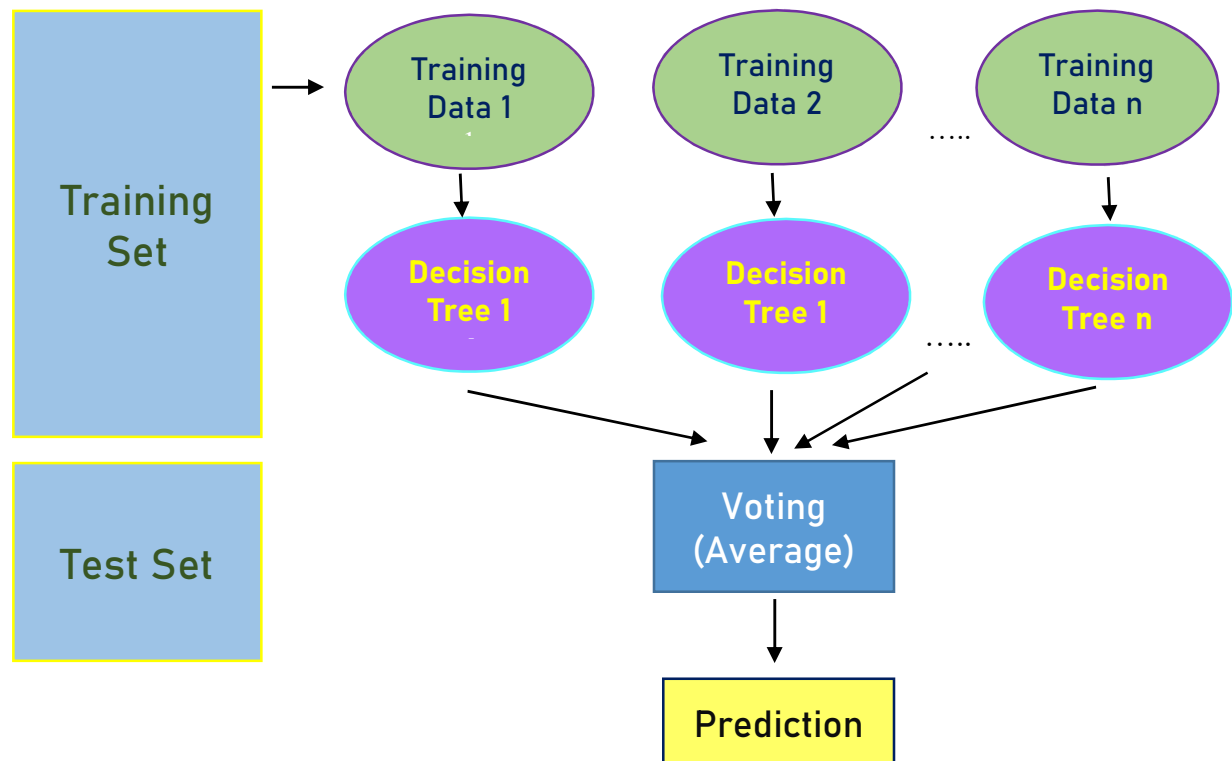 Training
Set
Training
Data 1
Training
Data 2
…..
Training
Data n
Decision
Tree 1
Decision
Tree 1
…..
Decision
Tree n
Test Set
Voting
(Average)
Prediction